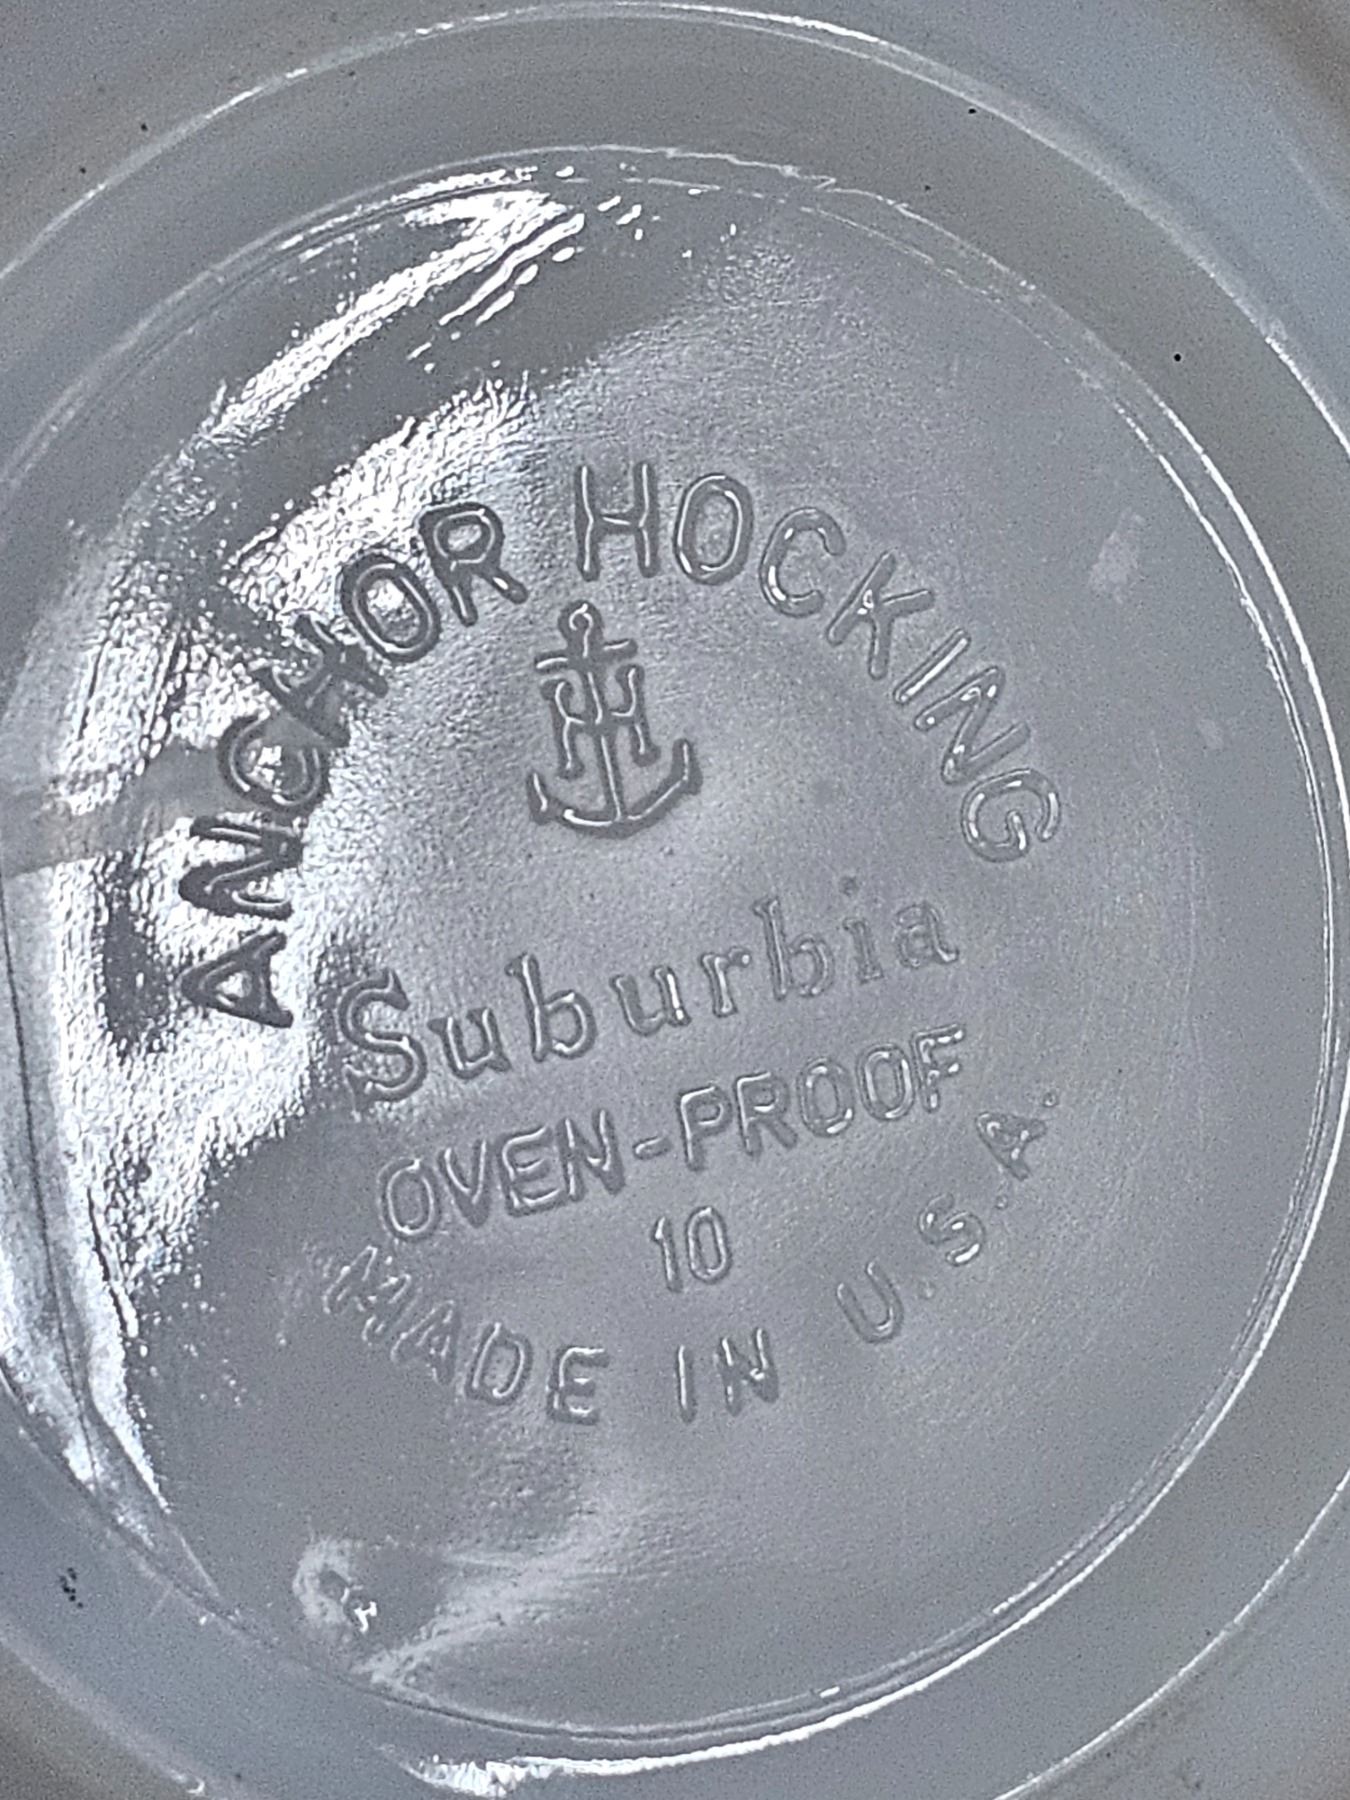 ANCHOR HOCKING
H
Suburbia
OVEN-PROOF
10
MADE IN U.S.A.